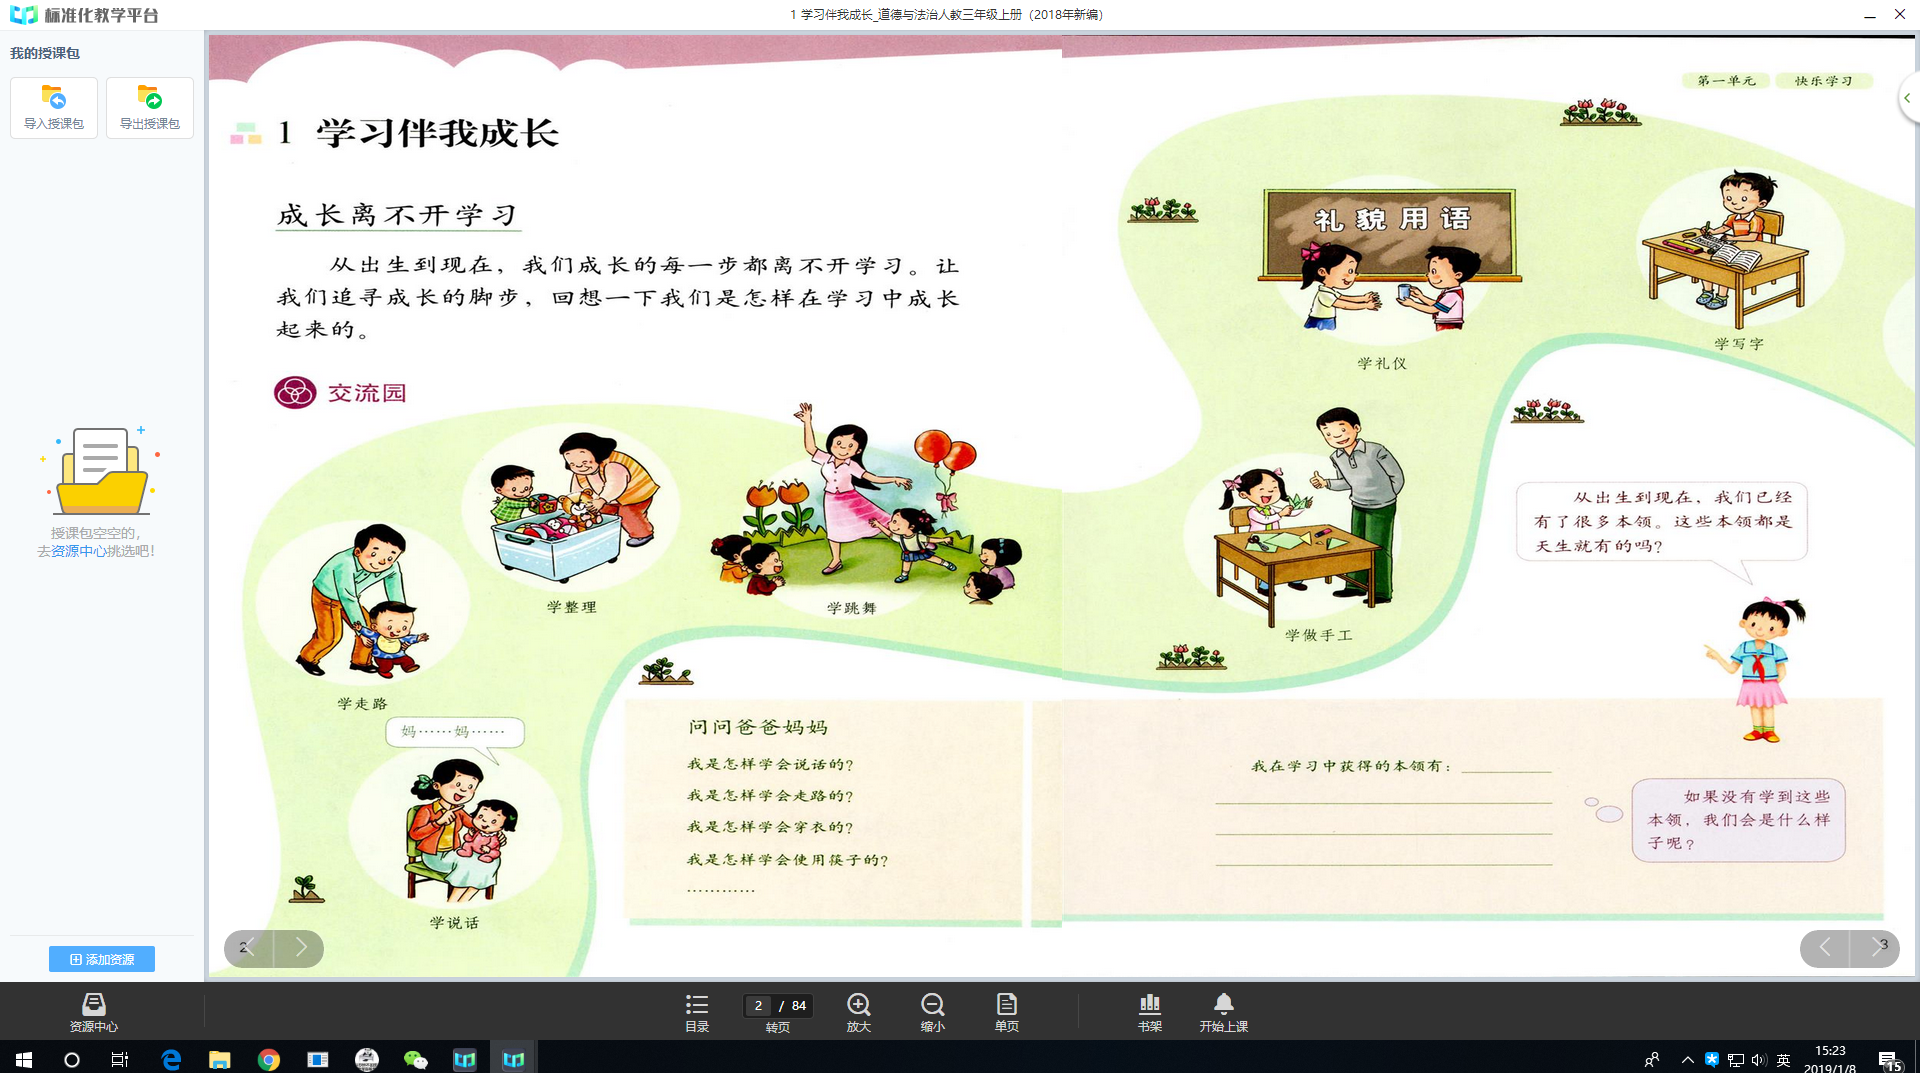 标准化教学平台
1 学习伴我成长_道德与法治人教三年级上册（2018年新编）
我的授课包
导入授课包
导出授课包
授课包空空的,
去资源中心挑选吧!
添加资源
1 学习伴我成长
成长离不开学习
从出生到现在，我们成长的每一步都离不开学习。让
我们追寻成长的脚步，回想一下我们是怎样在学习中成长
起来的。
交流园
学走路
学整理
学跳舞
妈……妈……
学说话
问问爸爸妈妈
我是怎样学会说话的？
我是怎样学会走路的？
我是怎样学会穿衣的？
我是怎样学会使用筷子的？
…………
2
第一单元 快乐学习
礼貌用语
学礼仪
学写字
学做手工
从出生到现在，我们已经
有了很多本领。这些本领都是
天生就有的吗？
我在学习中获得的本领有：
如果没有学到这些
本领，我们会是什么样
子呢？
3
资源中心
目录
2 / 84
转页
放大
缩小
单页
书架
开始上课
英
15:23
2019/1/8
15